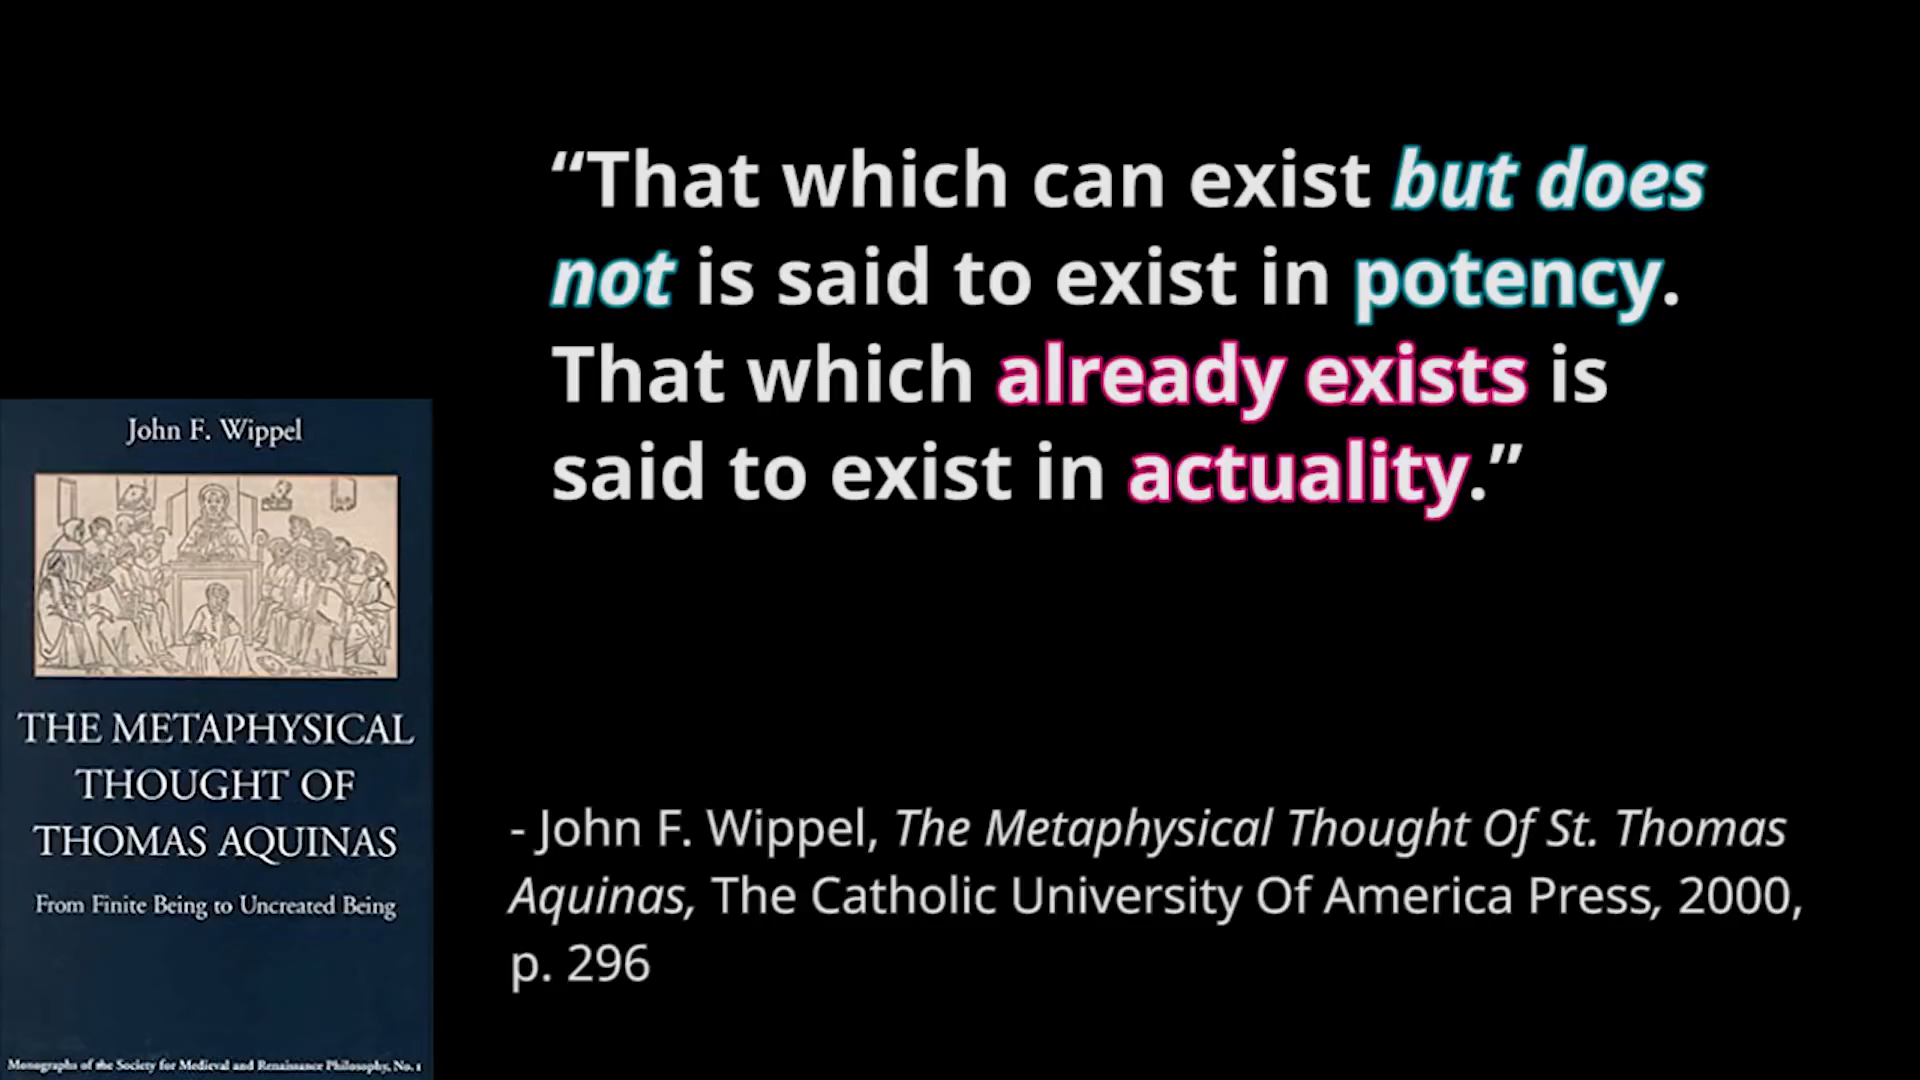 “That which can exist but does
not is said to exist in potency.
That which already exists is
said to exist in actuality.”
John F. Wippel
THE METAPHYSICAL
THOUGHT OF
THOMAS AQUINAS
From Finite Being to Uncreated Being
Monographs of the Society for Medieval and Renaissance Philosophy, No. 1
- John F. Wippel, The Metaphysical Thought Of St. Thomas
Aquinas, The Catholic University Of America Press, 2000,
p. 296